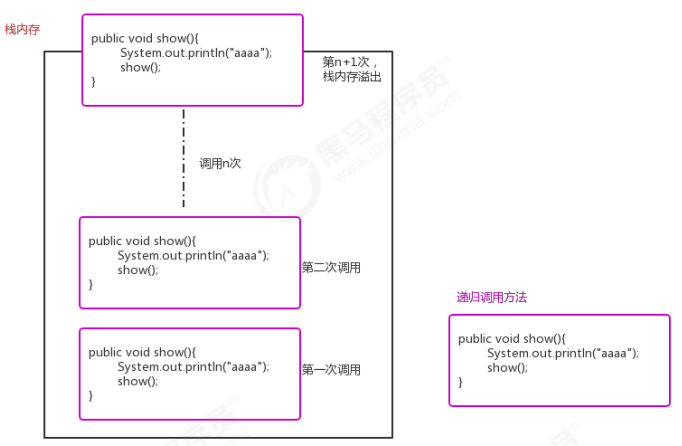 栈内存
public void show(){
System.out.println("aaaa");
show();
}
第n+1次，
栈内存溢出
黑马程序员™
www.itheima.com
调用n次
public void show(){
System.out.println("aaaa");
show();
}
第二次调用
递归调用方法
public void show(){
System.out.println("aaaa");
show();
}
第一次调用
public void show(){
System.out.println("aaaa");
show();
}